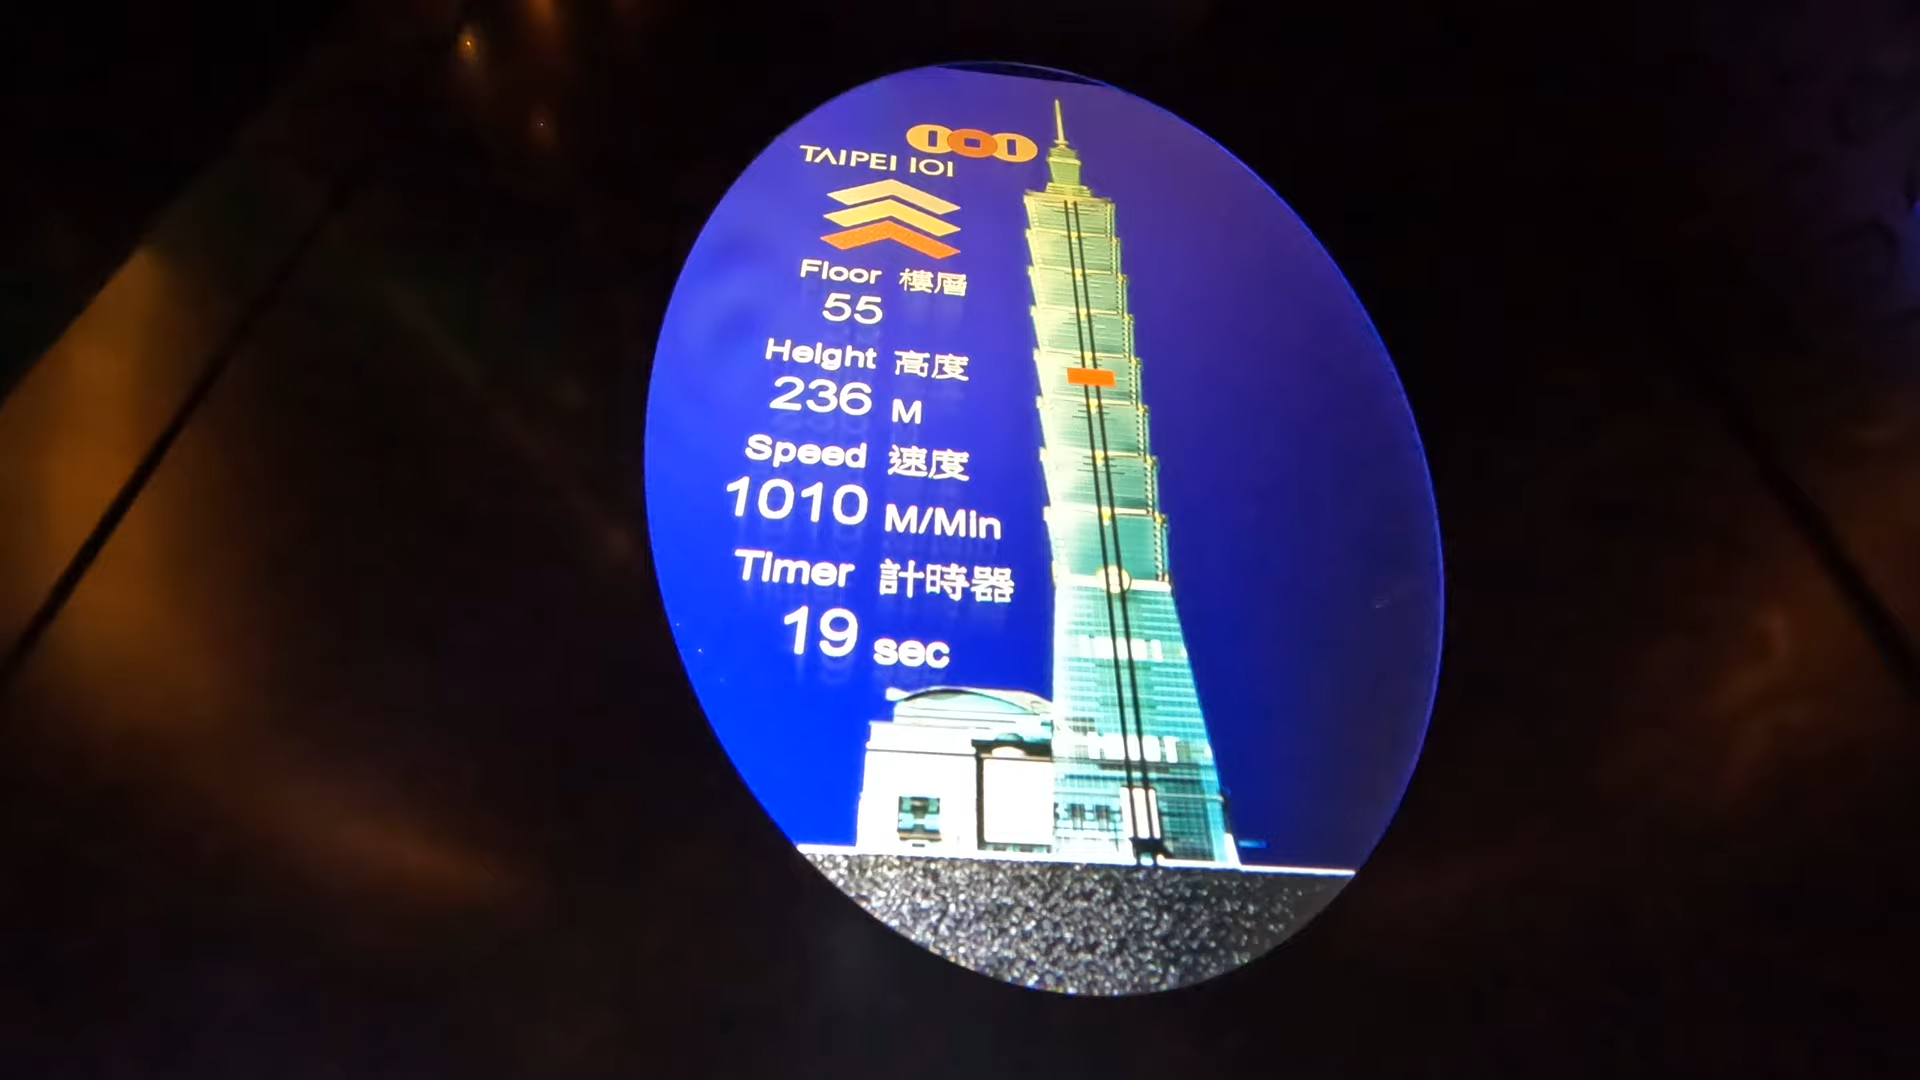 TAIPEI 101
Floor 樓層
55
Height 高度
236 M
Speed 速度
1010 M/Min
Timer 計時器
19 sec